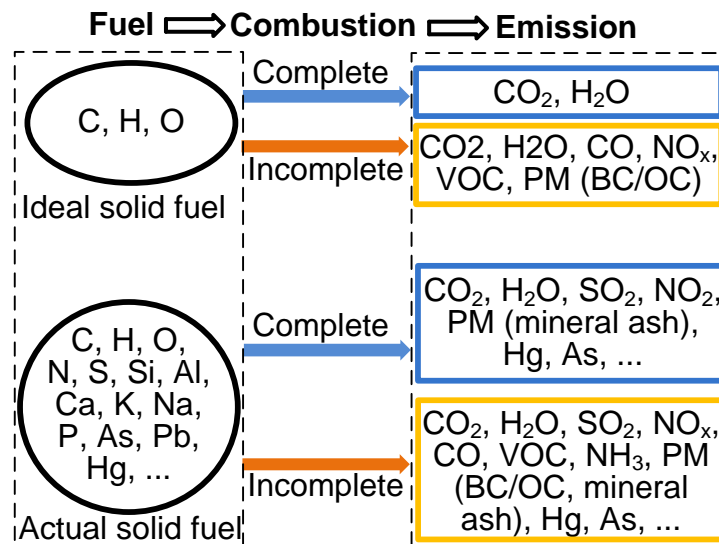 Fuel Combustion Emission
Complete
C, H, O
CO₂, H₂O
Incomplete
CO2, H2O, CO, NOₓ,
VOC, PM (BC/OC)
Ideal solid fuel
Complete
C, H, O,
N, S, Si, Al,
Ca, K, Na,
P, As, Pb,
Hg, ...
CO₂, H₂O, SO₂, NO₂,
PM (mineral ash),
Hg, As, ...
Incomplete
CO₂, H₂O, SO₂, NOₓ,
CO, VOC, NH₃, PM
(BC/OC, mineral
ash), Hg, As, ...
Actual solid fuel